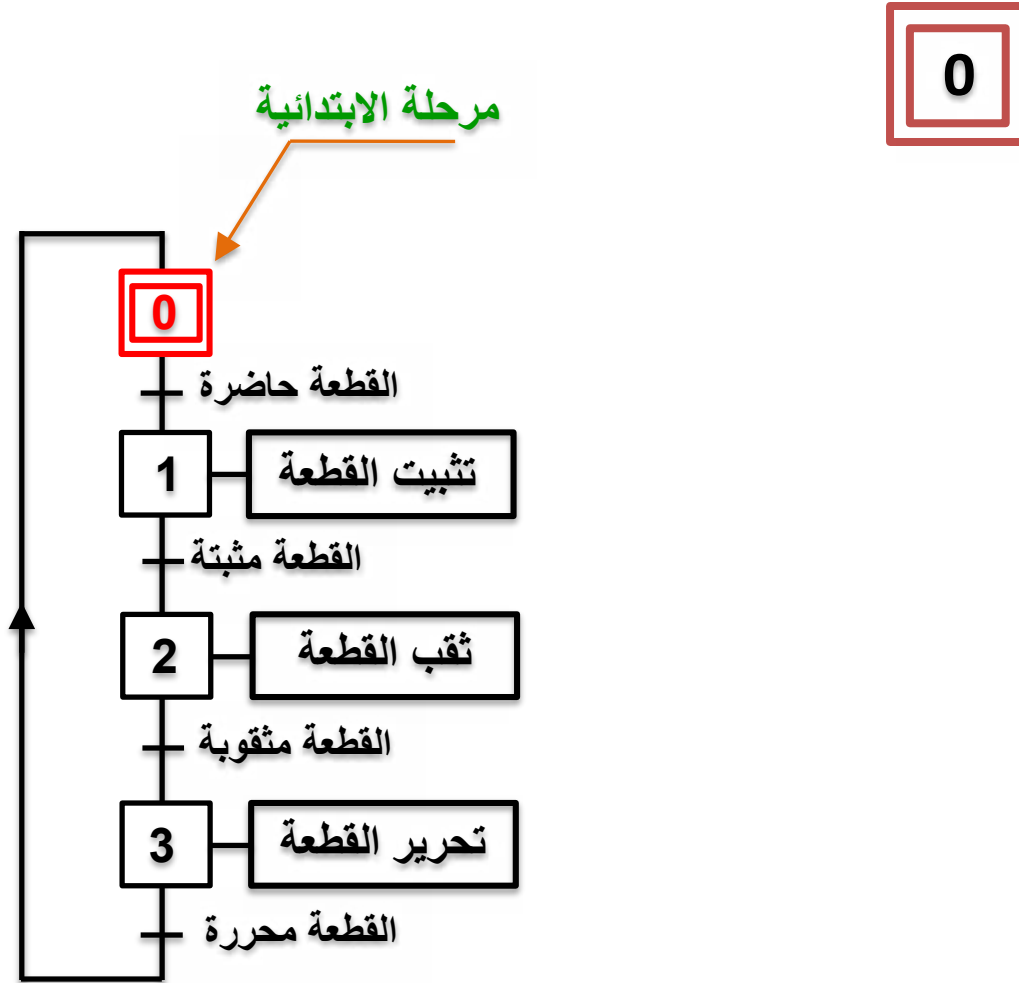 0
مرحلة الابتدائية
0
القطعة حاضرة
1
تثبيت القطعة
القطعة مثبتة
2
ثقب القطعة
القطعة مثقوبة
3
تحرير القطعة
القطعة محررة